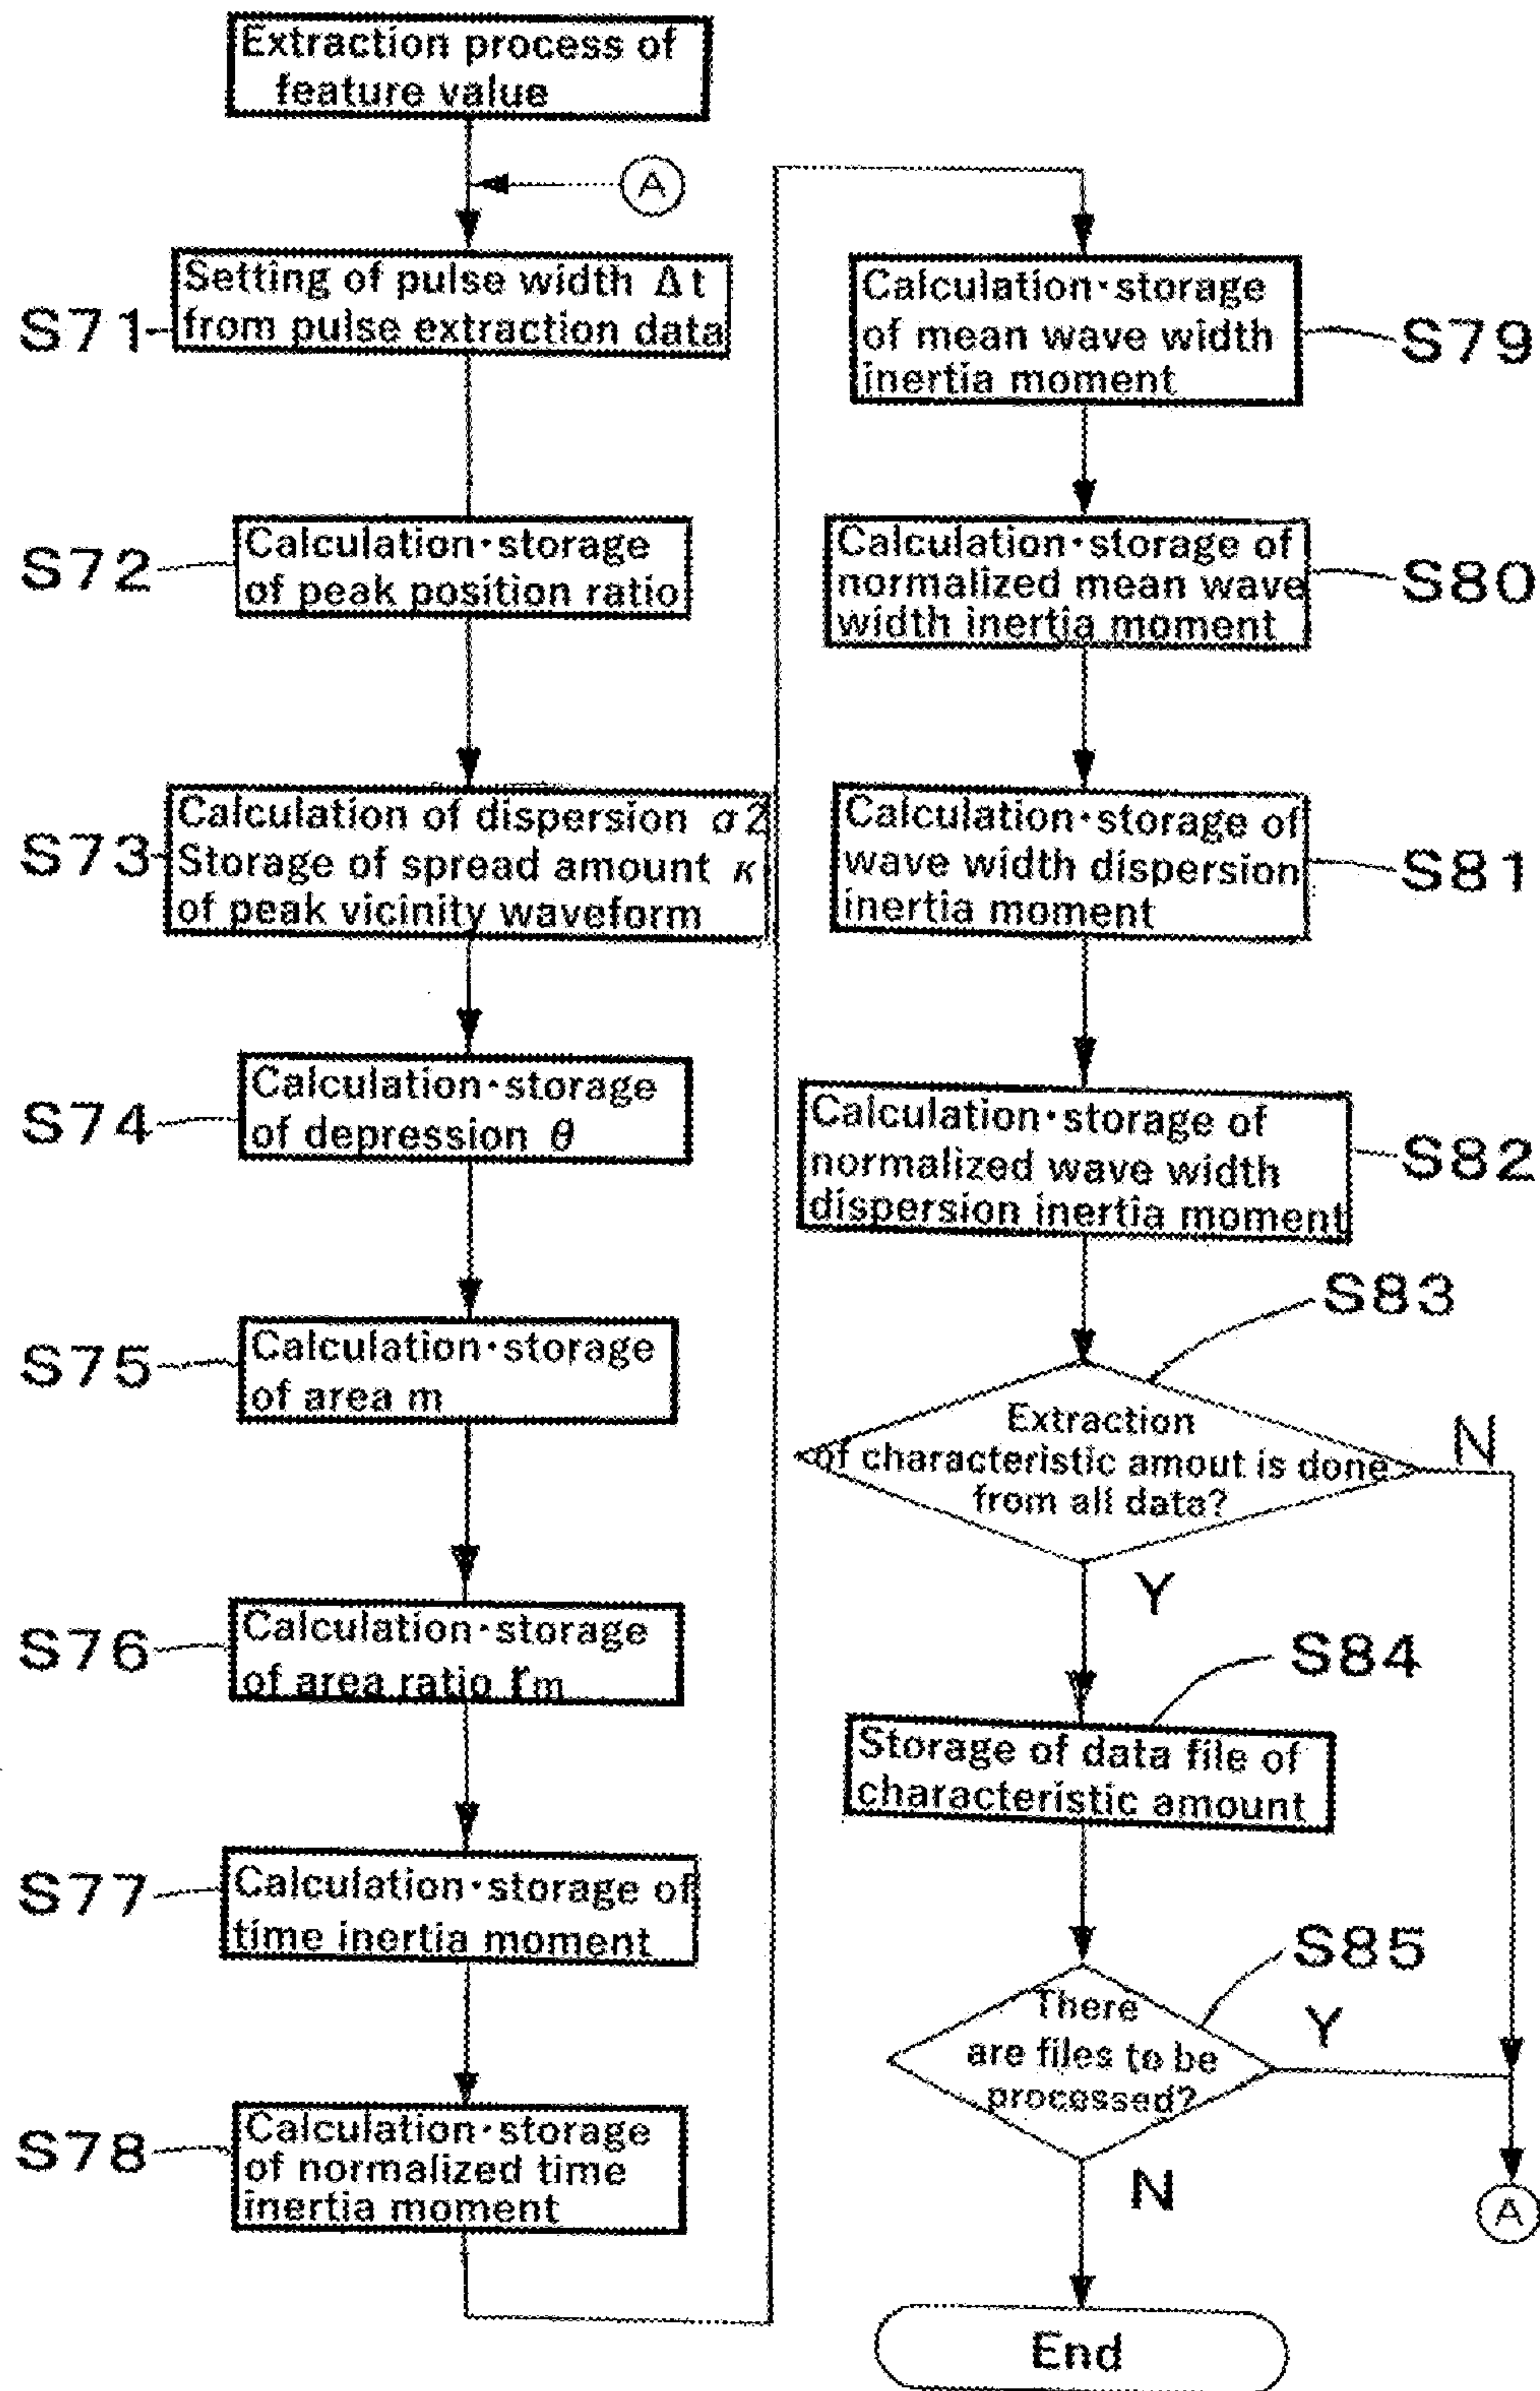 Extraction process of
feature value
A
S71
Setting of pulse width Δt
from pulse extraction data
S72
Calculation·storage
of peak position ratio
S73
Calculation of dispersion σ2
Storage of spread amount κ
of peak vicinity waveform
S74
Calculation·storage
of depression θ
S75
Calculation·storage
of area m
S76
Calculation·storage
of area ratio rm
S77
Calculation·storage of
time inertia moment
S78
Calculation·storage
of normalized time
inertia moment
Calculation·storage
of mean wave width
inertia moment
S79
Calculation·storage of
normalized mean wave
width inertia moment
S80
Calculation·storage of
wave width dispersion
inertia moment
S81
Calculation·storage of
normalized wave width
dispersion inertia moment
S82
S83
Extraction
of characteristic amout is done
from all data?
N
Y
S84
Storage of data file of
characteristic amount
S85
There
are files to be
processed?
Y
N
A
End